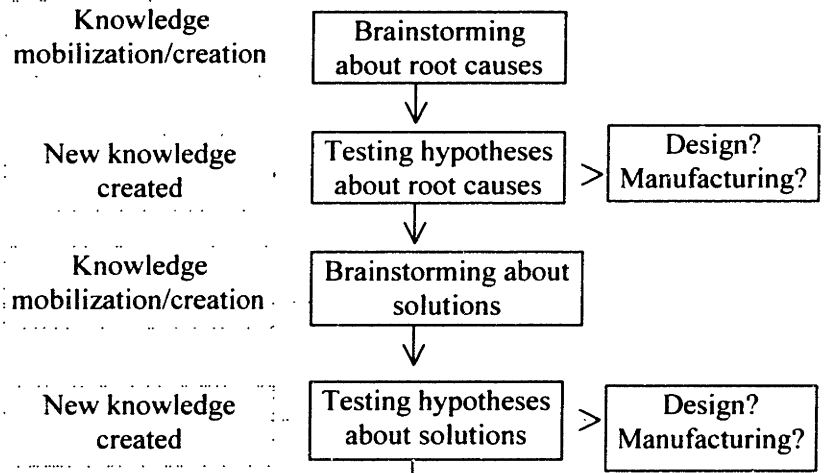 Knowledge
mobilization/creation
Brainstorming
about root causes
New knowledge
created
Testing hypotheses
about root causes
>
Design?
Manufacturing?
Knowledge
mobilization/creation
Brainstorming about
solutions
New knowledge
created
Testing hypotheses
about solutions
>
Design?
Manufacturing?